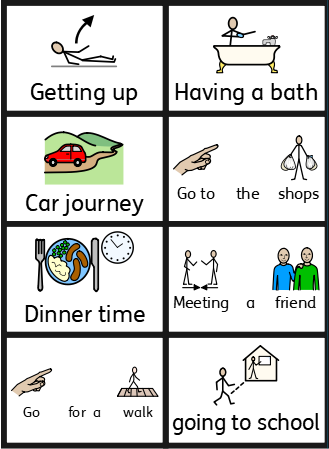 Getting up
Having a bath
Car journey
Go to the shops
Dinner time
Meeting a friend
Go for a walk
going to school